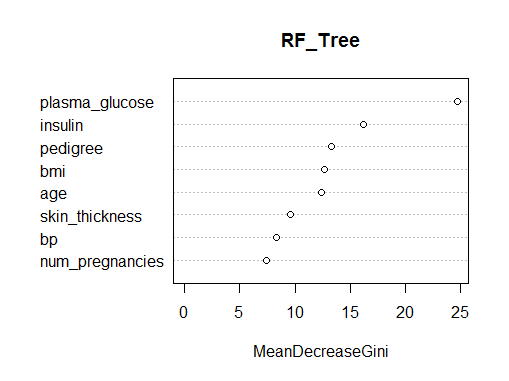 RF_Tree
plasma_glucose
insulin
pedigree
bmi
age
skin_thickness
bp
num_pregnancies
0 5 10 15 20 25
MeanDecreaseGini